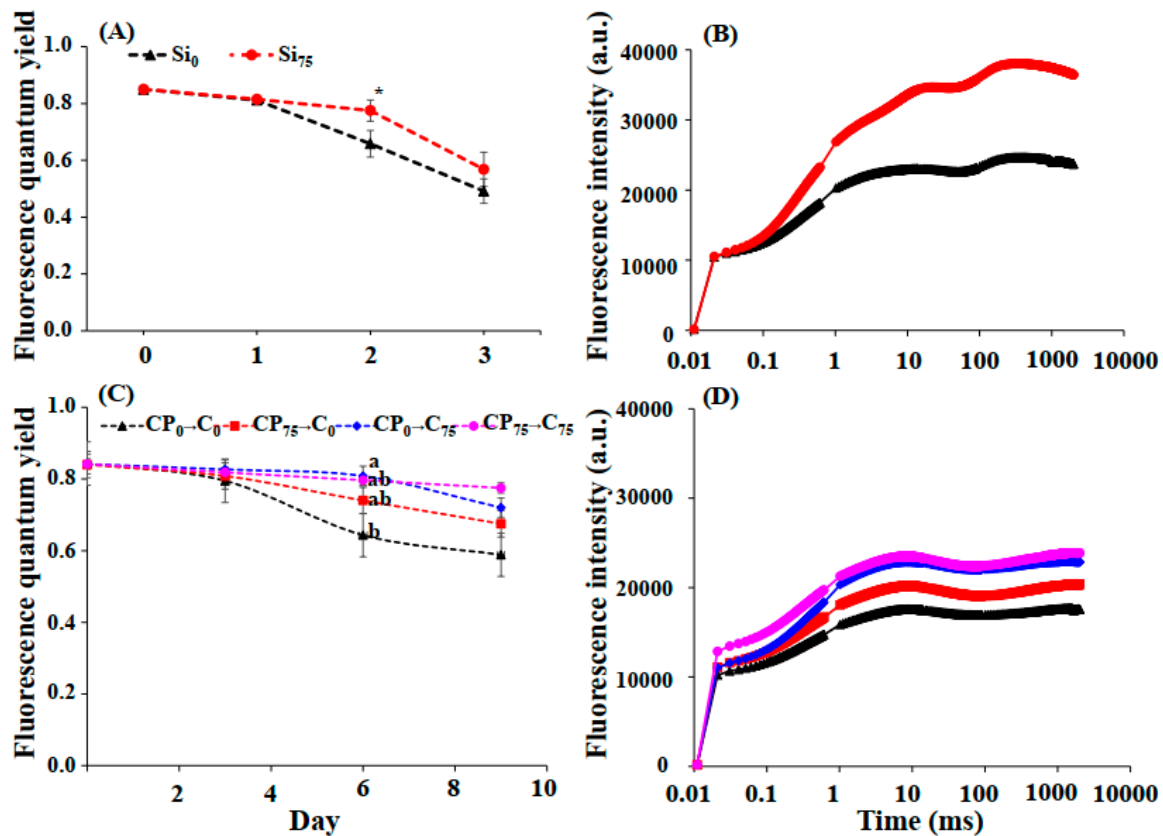 (A)
Fluorescence quantum yield
1.0
0.8
0.6
0.4
0.2
0.0
Si0 Si75
*
0 1 2 3
(B)
Fluorescence intensity (a.u.)
40000
30000
20000
10000
0
0.01 0.1 1 10 100 1000 10000
(C)
Fluorescence quantum yield
1.0
0.8
0.6
0.4
0.2
0.0
CP0→C0 CP75→C0 CP0→C75 CP75→C75
a
ab
ab
b
2 4 6 8 10
Day
(D)
Fluorescence intensity (a.u.)
40000
30000
20000
10000
0
0.01 0.1 1 10 100 1000 10000
Time (ms)